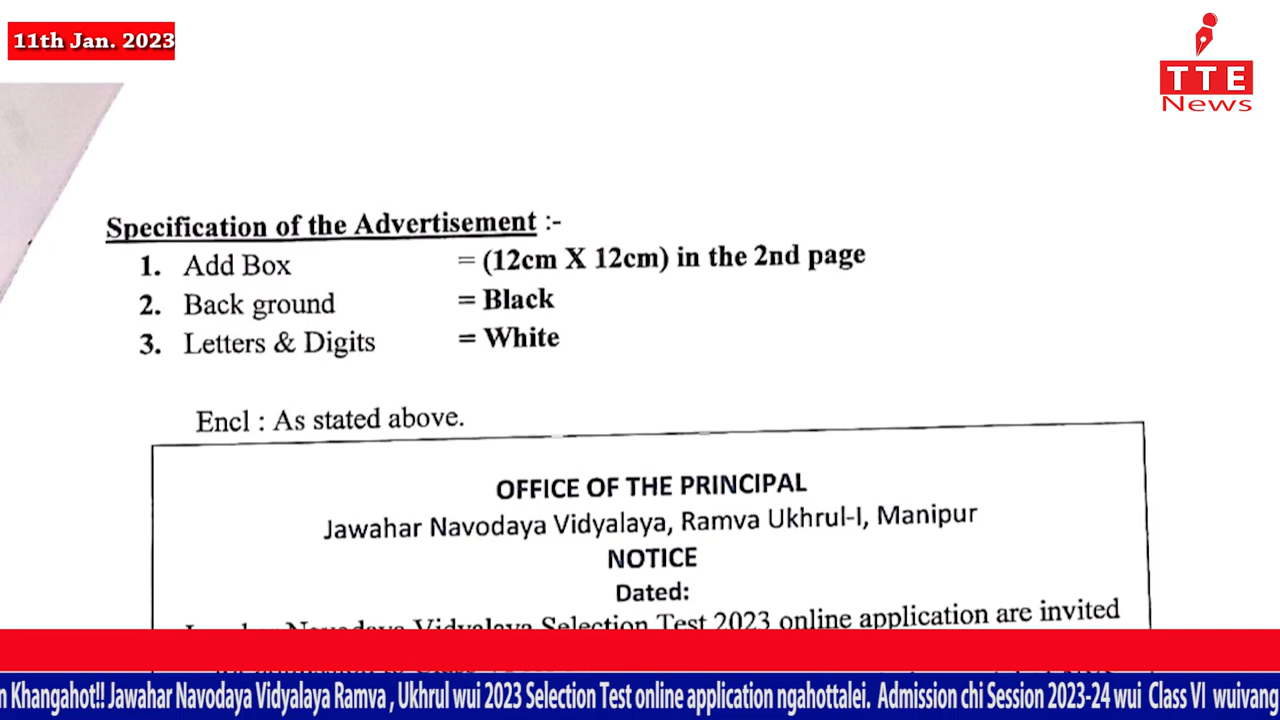 11th Jan. 2023
TTE
News
Specification of the Advertisement :-
1. Add Box = (12cm X 12cm) in the 2nd page
2. Back ground = Black
3. Letters & Digits = White
Encl : As stated above.
OFFICE OF THE PRINCIPAL
Jawahar Navodaya Vidyalaya, Ramva Ukhrul-I, Manipur
NOTICE
Dated:
Navodaya Vidyalaya Selection Test 2023 online application are invited
Khangahot!! Jawahar Navodaya Vidyalaya Ramva , Ukhrul wui 2023 Selection Test online application ngahottalei. Admission chi Session 2023-24 wui Class VI wuivang